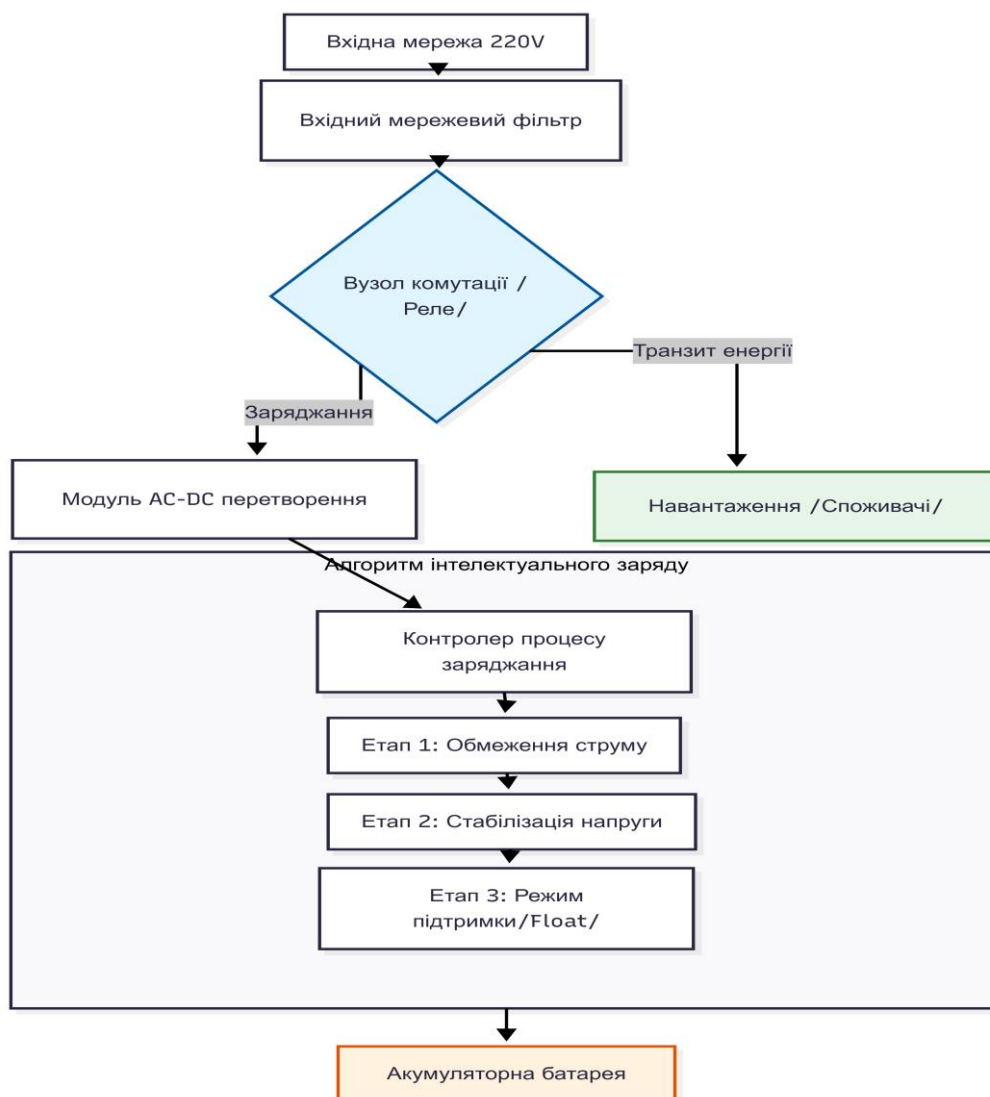 Вхідна мережа 220V
Вхідний мережевий фільтр
Вузол комутації /
Реле/
Транзит енергії
Заряджання
Модуль AC-DC перетворення
Навантаження /Споживачі/
Алгоритм інтелектуального заряду
Контролер процесу
заряджання
Етап 1: Обмеження струму
Етап 2: Стабілізація напруги
Етап 3: Режим
підтримки/Float/
Акумуляторна батарея